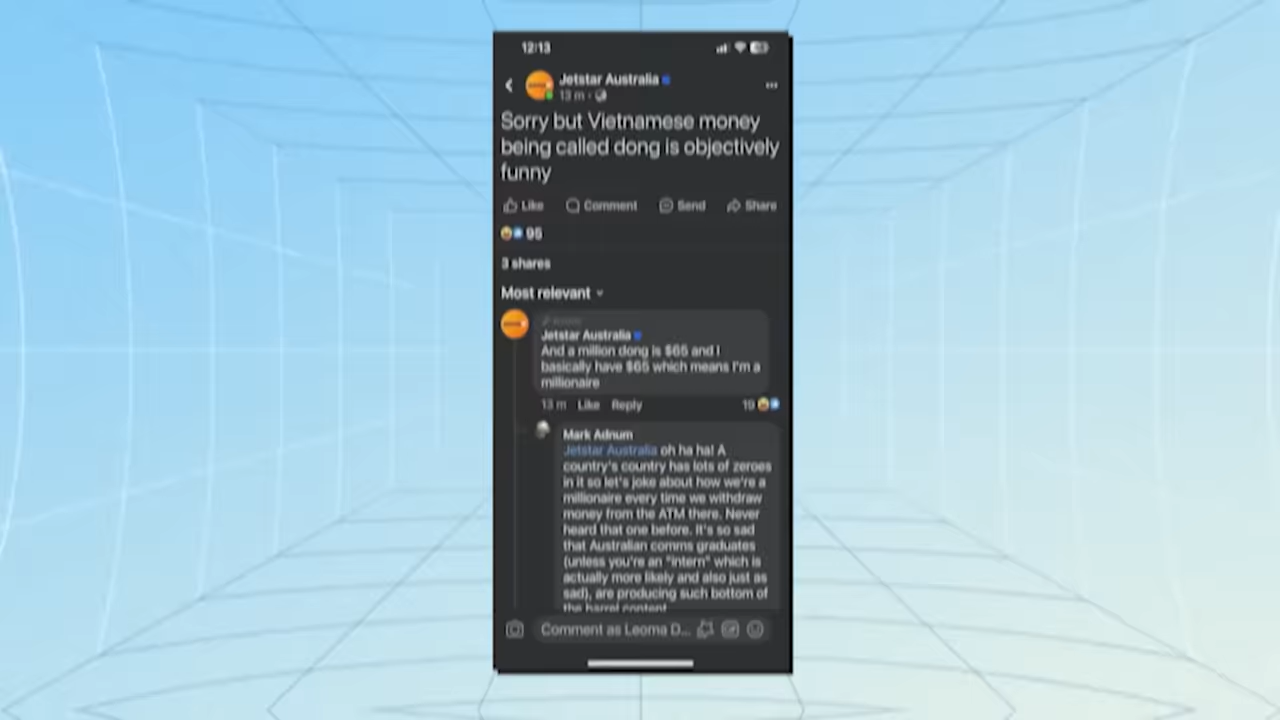 12:13
Jetstar Australia
13 m
Sorry but Vietnamese money
being called dong is objectively
funny
Like Comment Send Share
95
3 shares
Most relevant
Jetstar Australia
And a million dong is $65 and I
basically have $65 which means I'm a
millionaire
13 m Like Reply 19
Mark Adnum
Jetstar Australia oh ha ha! A
country's country has lots of zeroes
in it so let's joke about how we're a
millionaire every time we withdraw
money from the ATM there. Never
heard that one before. It's so sad
that Australian comms graduates
(unless you're an "intern" which is
actually more likely and also just as
sad), are producing such bottom of
the barrel content
Comment as Leoma D...